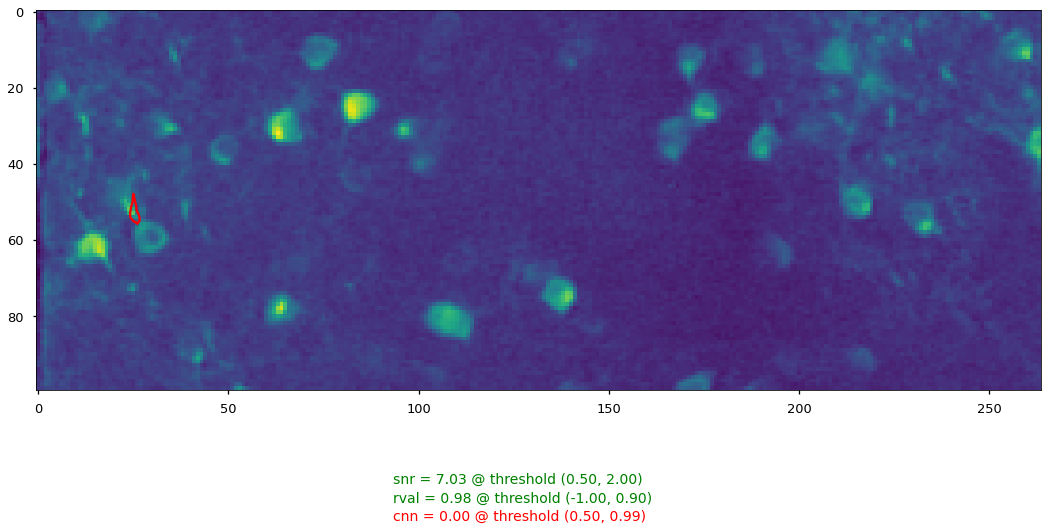 0
20
40
60
80
0 50 100 150 200 250
snr = 7.03 @ threshold (0.50, 2.00)
rval = 0.98 @ threshold (-1.00, 0.90)
cnn = 0.00 @ threshold (0.50, 0.99)